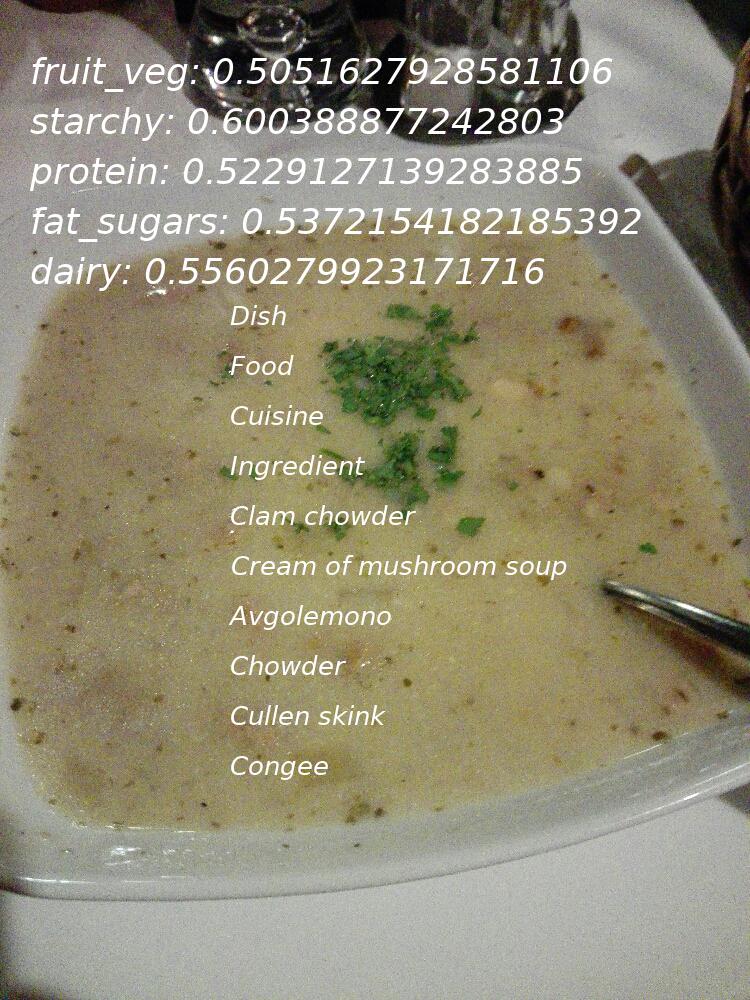 fruit_veg: 0.5051627928581106
starchy: 0.600388877242803
protein: 0.5229127139283885
fat_sugars: 0.5372154182185392
dairy: 0.5560279923171716
Dish
Food
Cuisine
Ingredient
Clam chowder
Cream of mushroom soup
Avgolemono
Chowder
Cullen skink
Congee